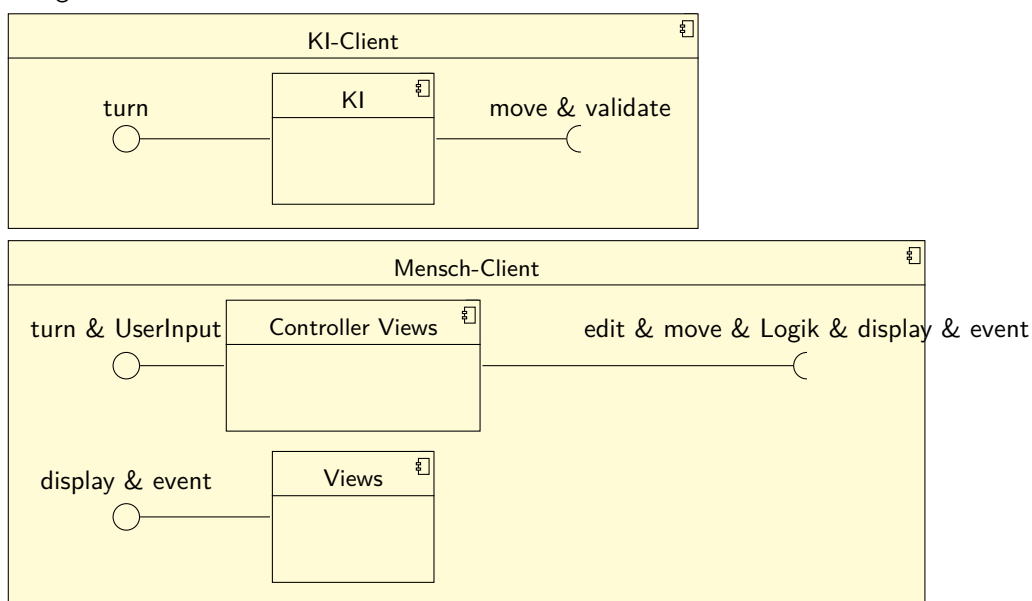 KI-Client
KI
turn
move & validate
Mensch-Client
turn & UserInput
Controller Views
edit & move & Logik & display & event
display & event
Views